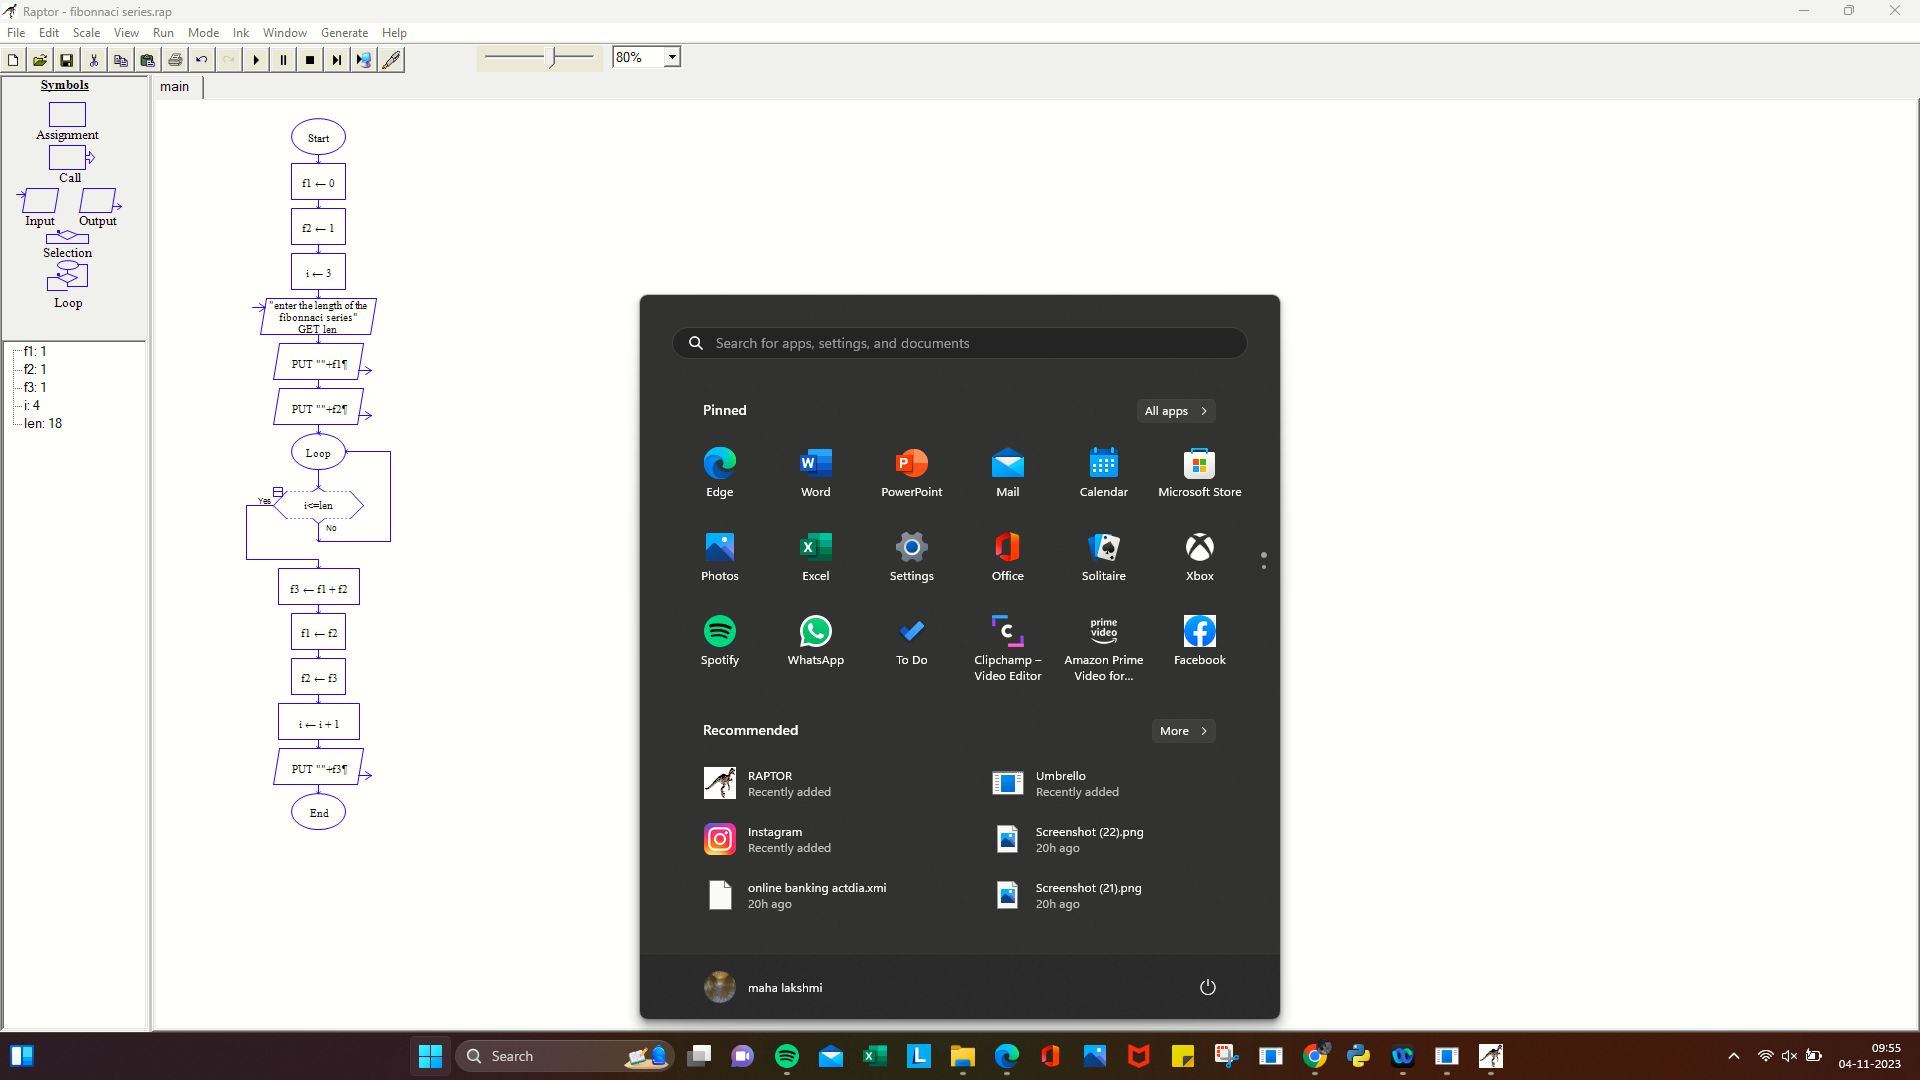 Raptor - fibonnaci series.rap
File Edit Scale View Run Mode Ink Window Generate Help
80%
Symbols
Assignment
Call
Input Output
Selection
Loop
f1: 1
f2: 1
f3: 1
i: 4
len: 18
main
Start
f1 ← 0
f2 ← 1
i ← 3
"enter the length of the
fibonnaci series"
GET len
PUT ""+f1¶
PUT ""+f2¶
Loop
Yes
i<=len
No
f3 ← f1 + f2
f1 ← f2
f2 ← f3
i ← i + 1
PUT ""+f3¶
End
Search for apps, settings, and documents
Pinned
All apps >
Edge Word PowerPoint Mail Calendar Microsoft Store
Photos Excel Settings Office Solitaire Xbox
prime
video
Spotify WhatsApp To Do Clipchamp – Amazon Prime Facebook
Video Editor Video for...
Recommended
More >
RAPTOR
Recently added
Umbrello
Recently added
Instagram
Recently added
Screenshot (22).png
20h ago
online banking actdia.xmi
20h ago
Screenshot (21).png
20h ago
maha lakshmi
Search
09:55
04-11-2023